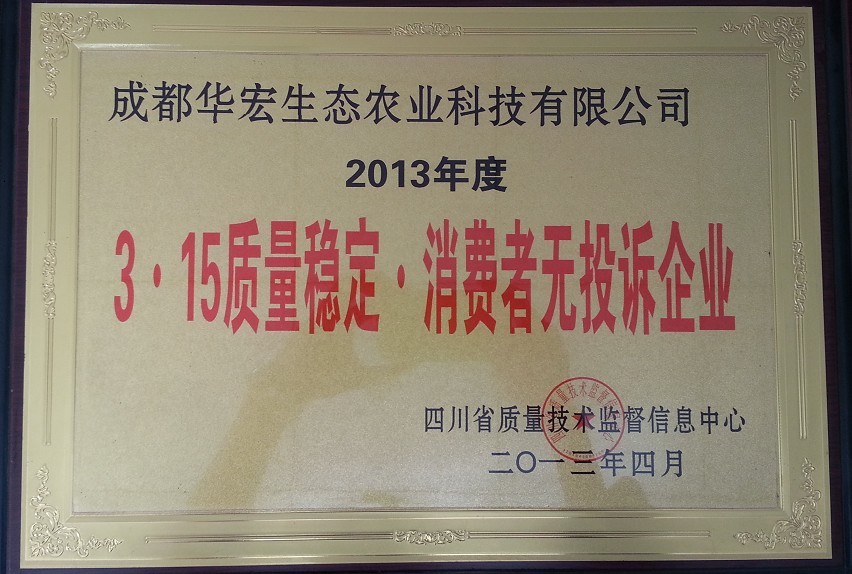 成都华宏生态农业科技有限公司
2013年度
3·15质量稳定·消费者无投诉企业
四川省质量技术监督信息中心
二〇一三年四月